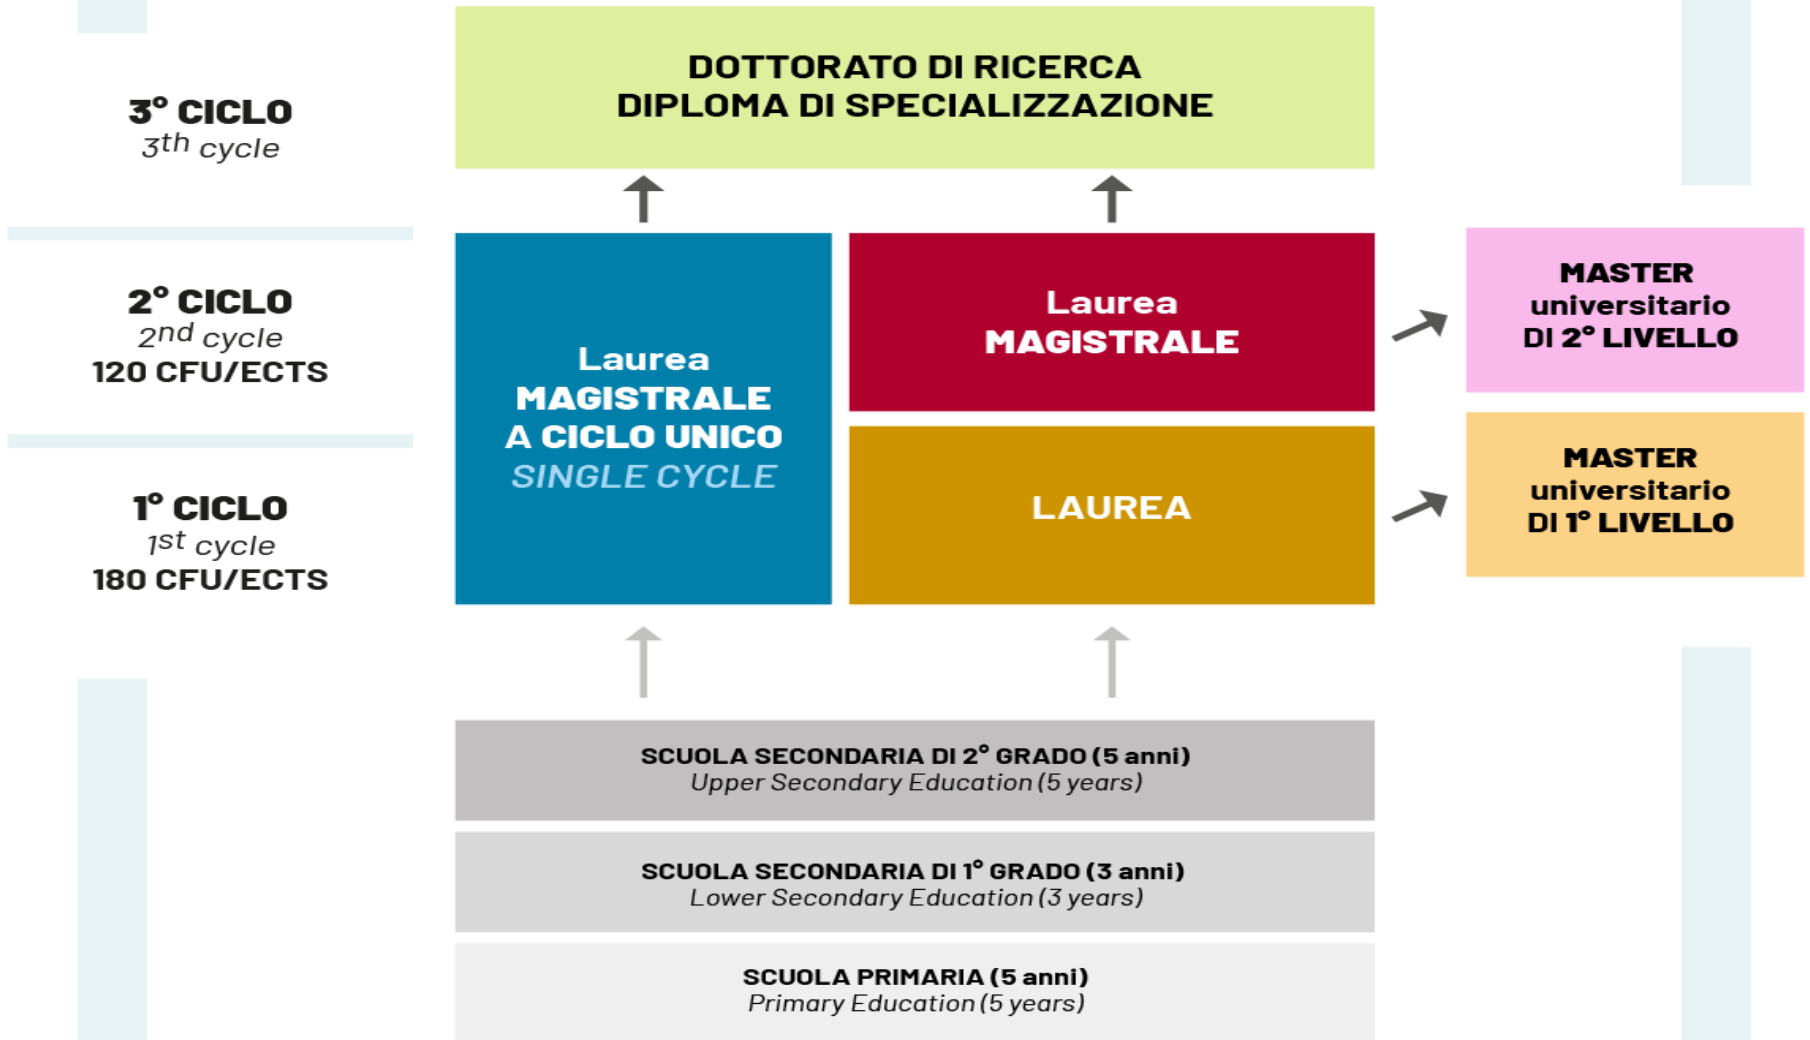 DOTTORATO DI RICERCA
DIPLOMA DI SPECIALIZZAZIONE
3° CICLO
3th cycle
2° CICLO
2nd cycle
120 CFU/ECTS
1° CICLO
1st cycle
180 CFU/ECTS
Laurea
MAGISTRALE
A CICLO UNICO
SINGLE CYCLE
Laurea
MAGISTRALE
LAUREA
MASTER
universitario
DI 2° LIVELLO
MASTER
universitario
DI 1° LIVELLO
SCUOLA SECONDARIA DI 2° GRADO (5 anni)
Upper Secondary Education (5 years)
SCUOLA SECONDARIA DI 1° GRADO (3 anni)
Lower Secondary Education (3 years)
SCUOLA PRIMARIA (5 anni)
Primary Education (5 years)